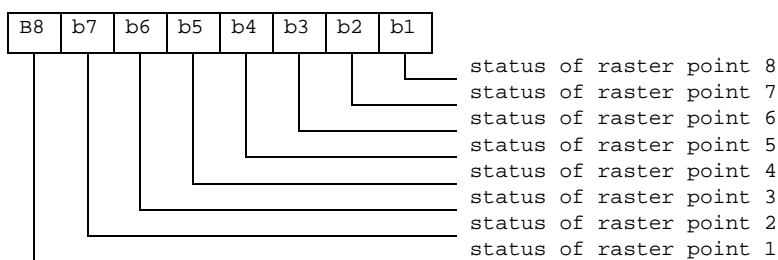 B8 b7 b6 b5 b4 b3 b2 b1
status of raster point 8
status of raster point 7
status of raster point 6
status of raster point 5
status of raster point 4
status of raster point 3
status of raster point 2
status of raster point 1